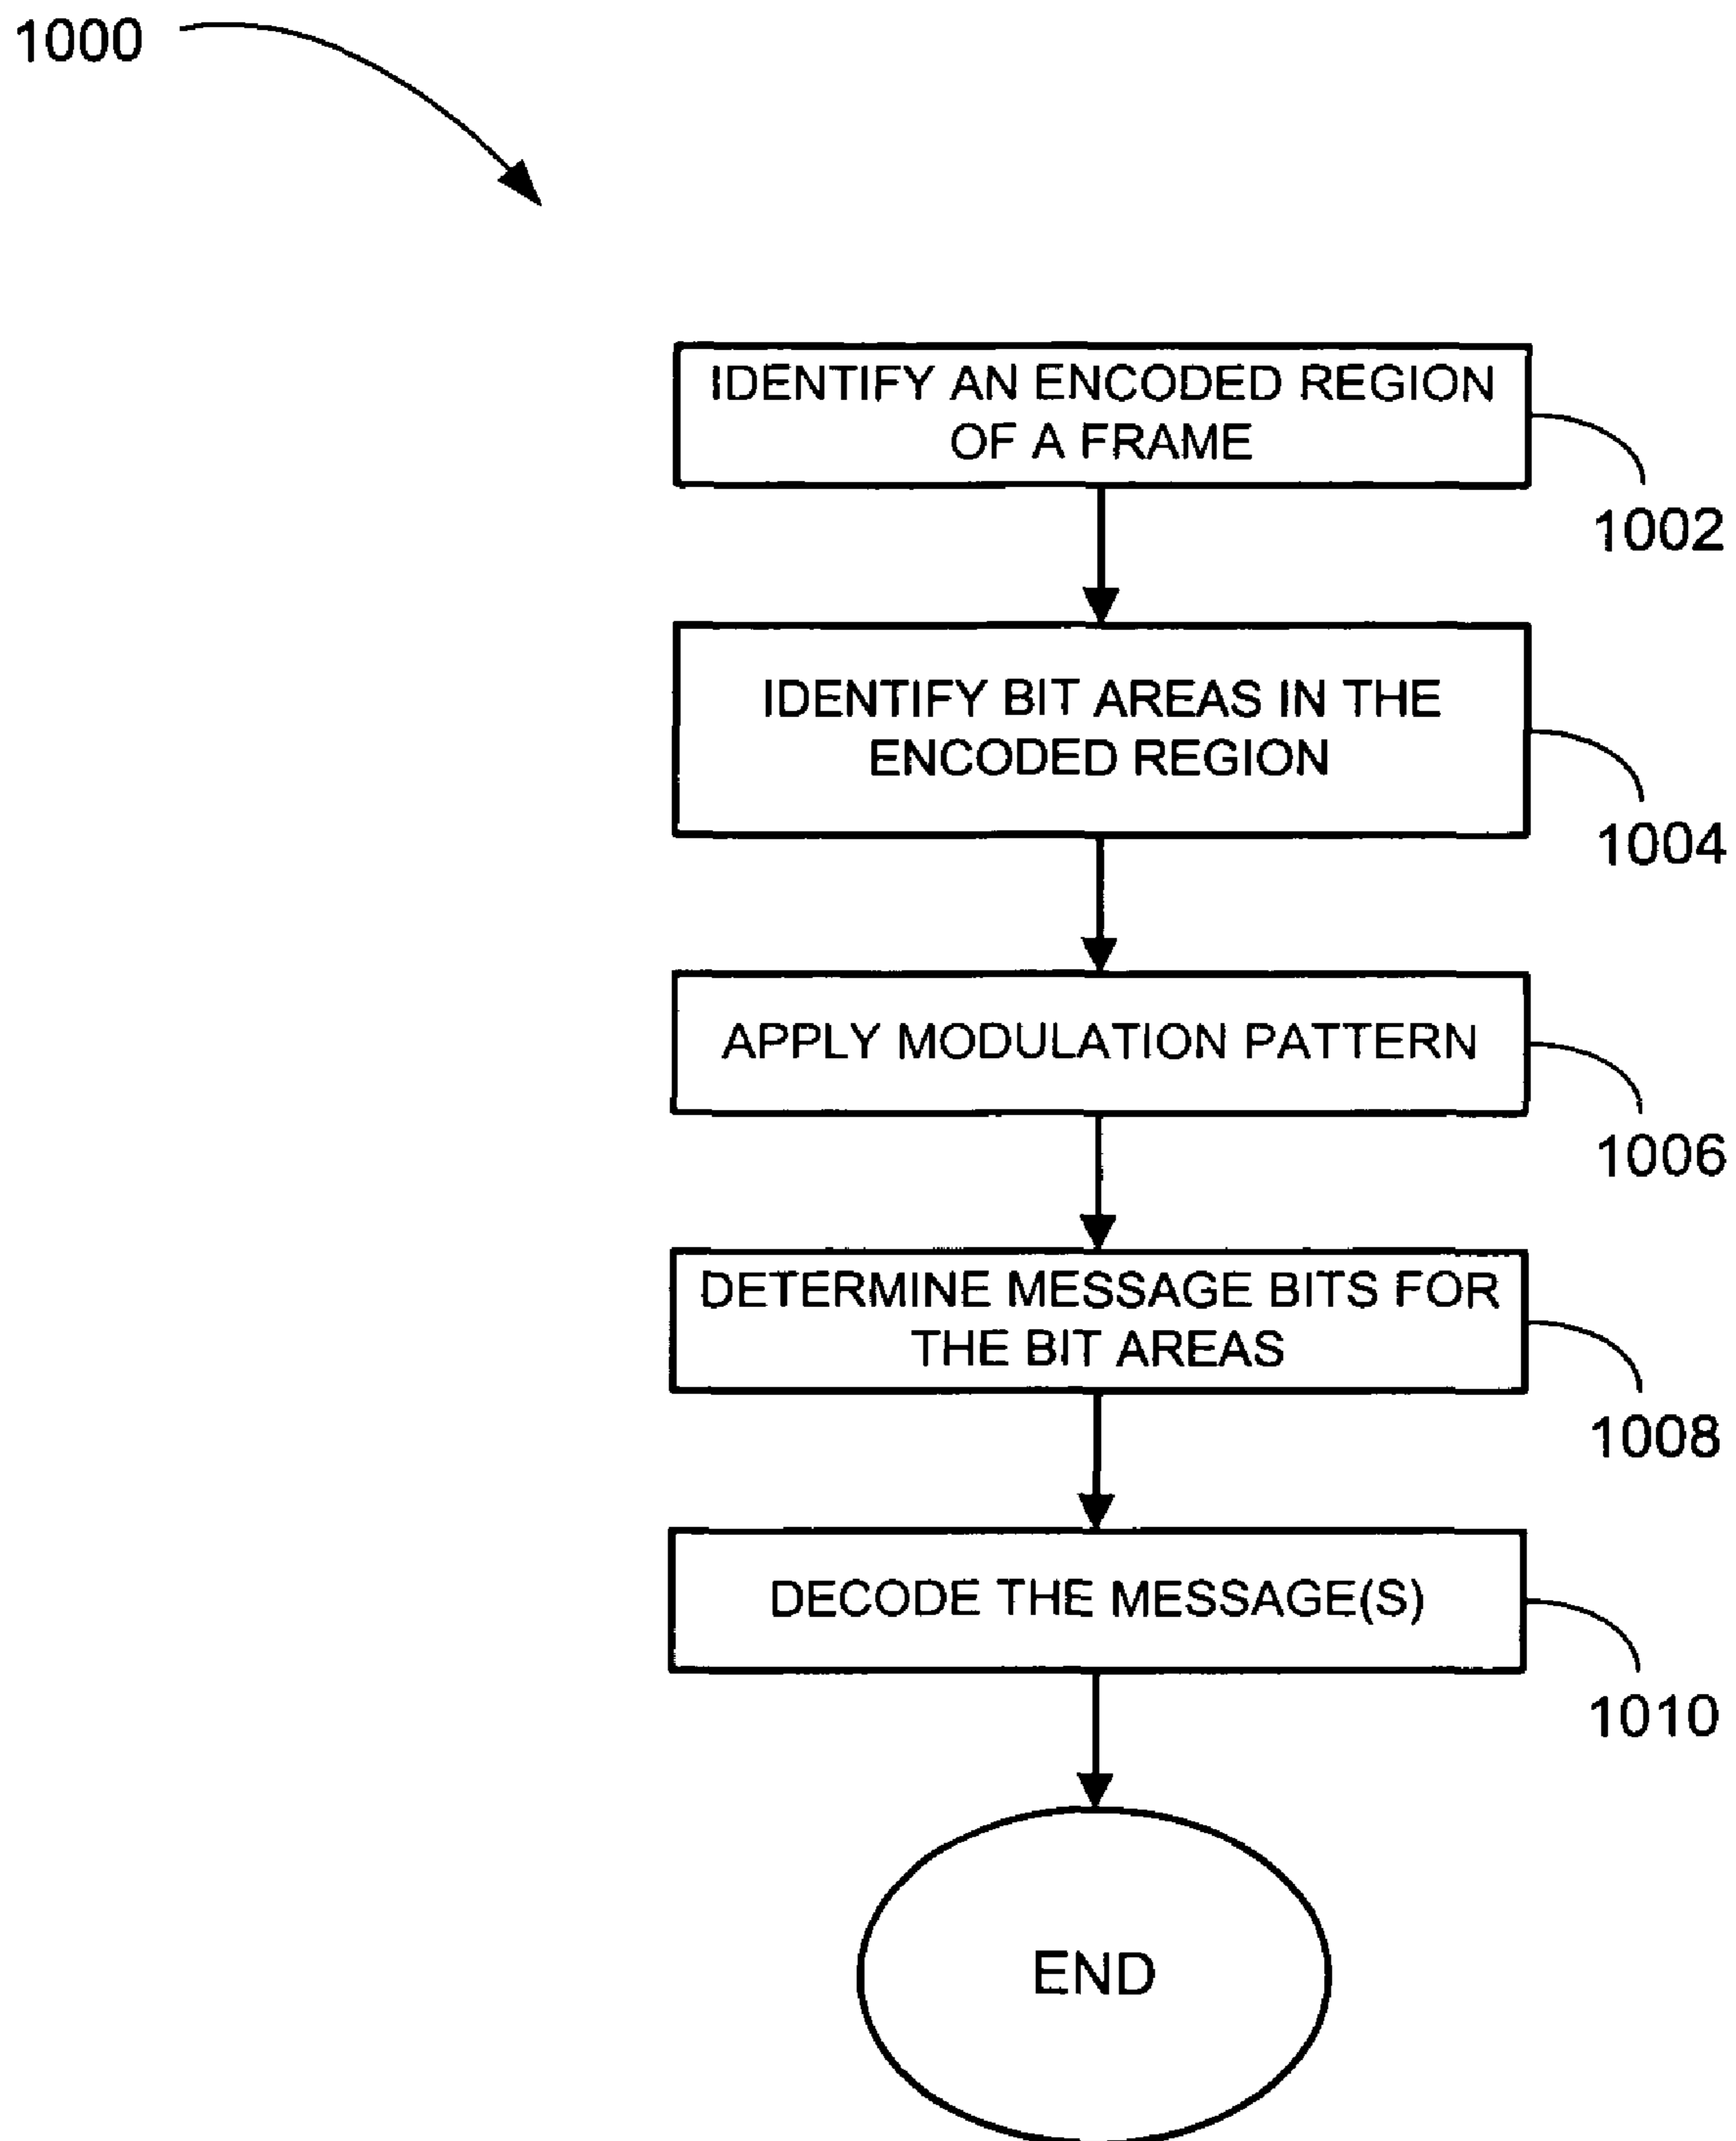 1000
IDENTIFY AN ENCODED REGION
OF A FRAME
1002
IDENTIFY BIT AREAS IN THE
ENCODED REGION
1004
APPLY MODULATION PATTERN
1006
DETERMINE MESSAGE BITS FOR
THE BIT AREAS
1008
DECODE THE MESSAGE(S)
1010
END